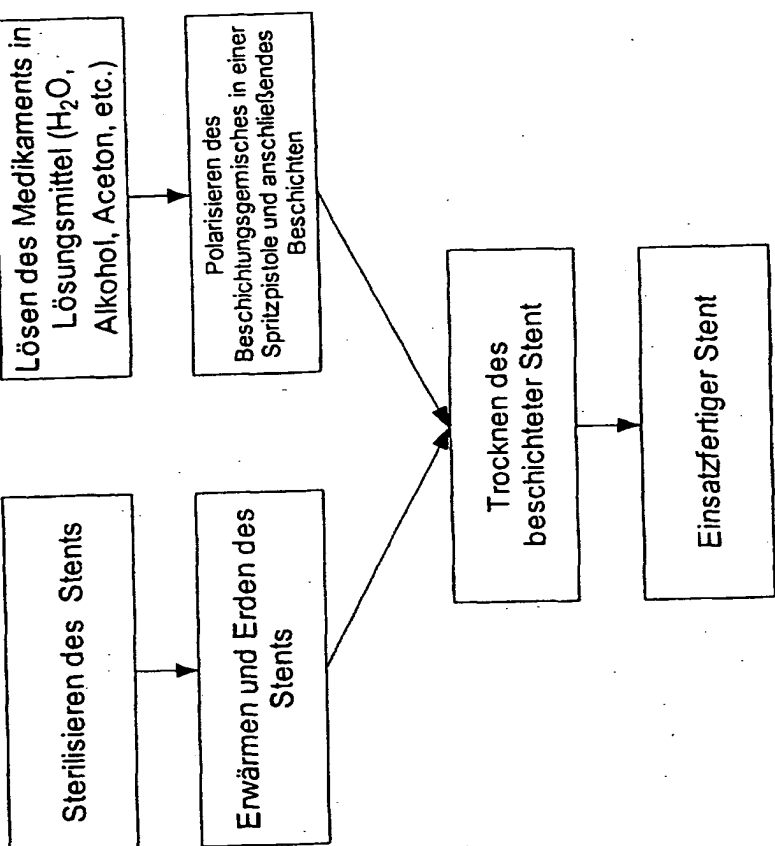 Sterilisieren des Stents
Erwärmen und Erden des
Stents
Lösen des Medikaments in
Lösungsmittel (H₂O,
Alkohol, Aceton, etc.)
Polarisieren des
Beschichtungsgemisches in einer
Spritzpistole und anschließendes
Beschichten
Trocknen des
beschichteter Stent
Einsatzfertiger Stent